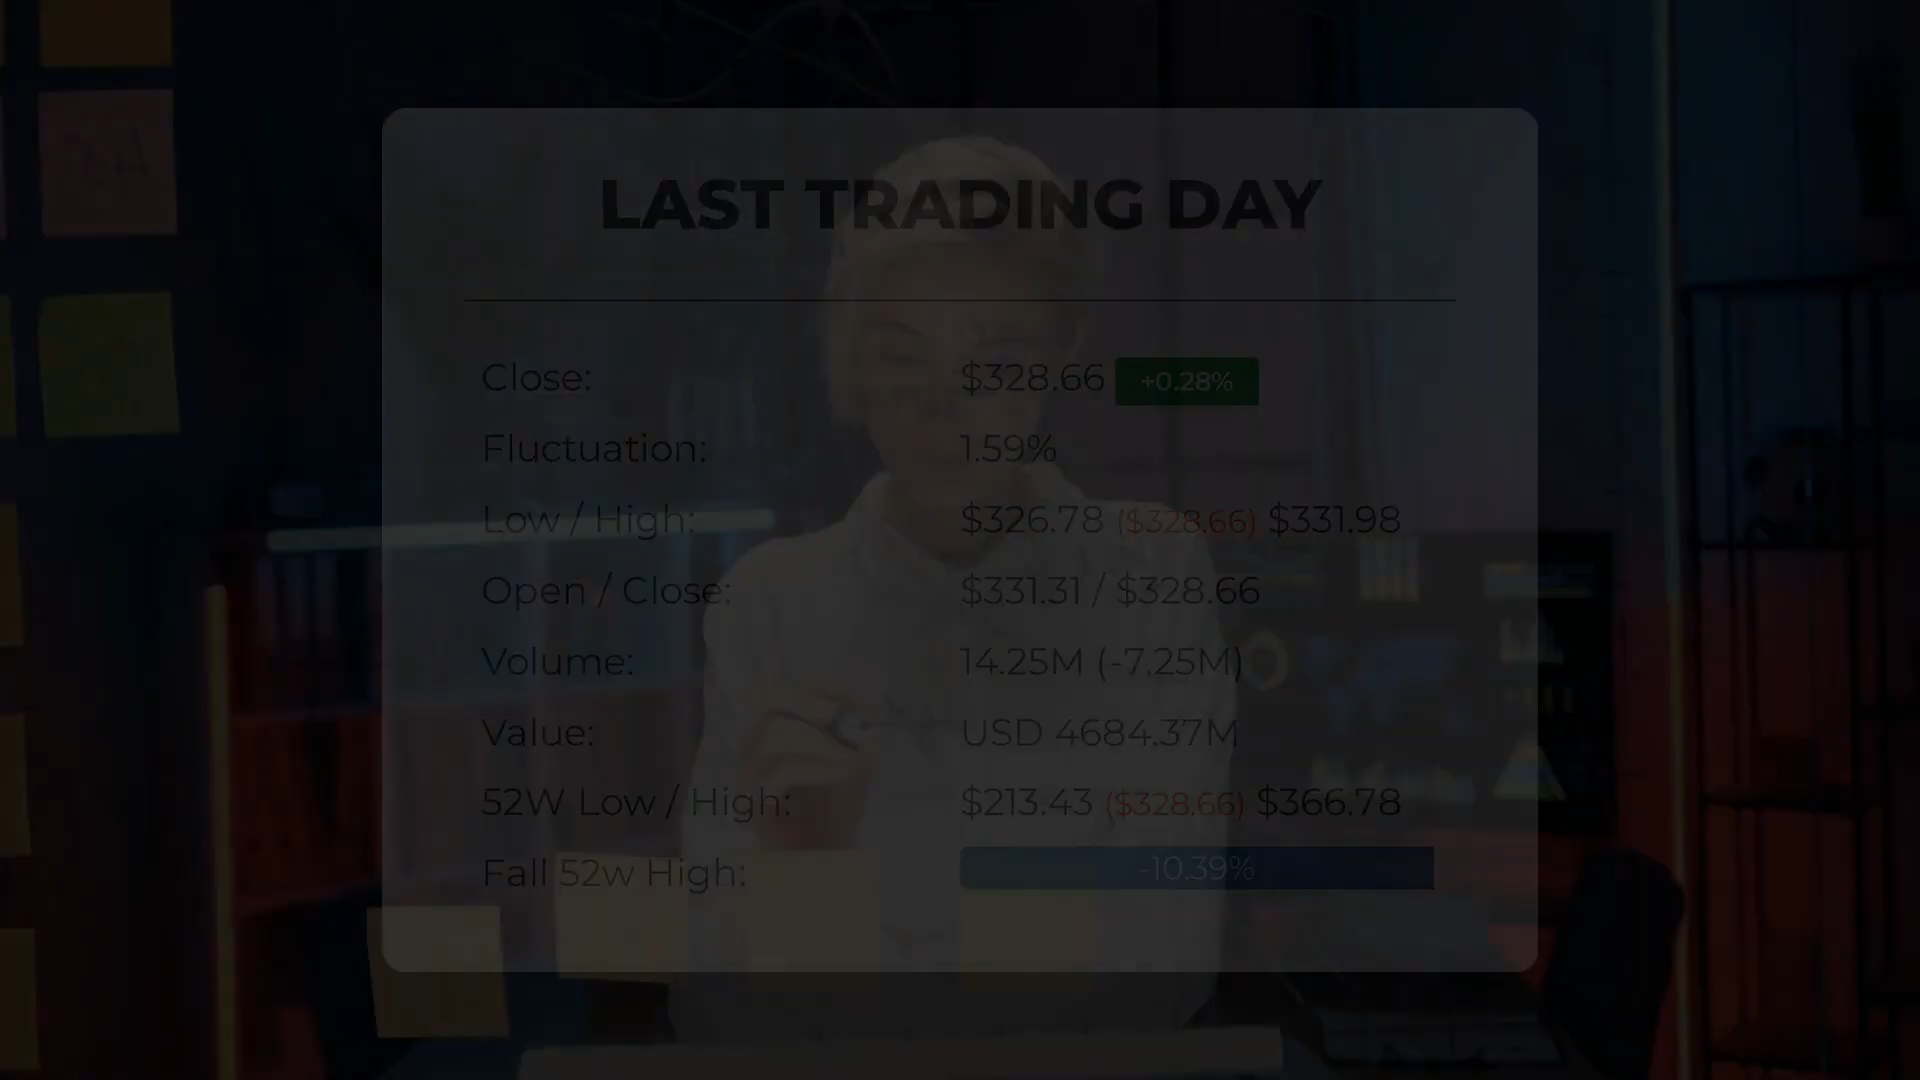 LAST TRADING DAY
Close: $328.66 +0.28%
Fluctuation: 1.59%
Low / High: $326.78 ($328.66) $331.98
Open / Close: $331.31 / $328.66
Volume: 14.25M (-7.25M)
Value: USD 4684.37M
52W Low / High: $213.43 ($328.66) $366.78
Fall 52w High: -10.39%